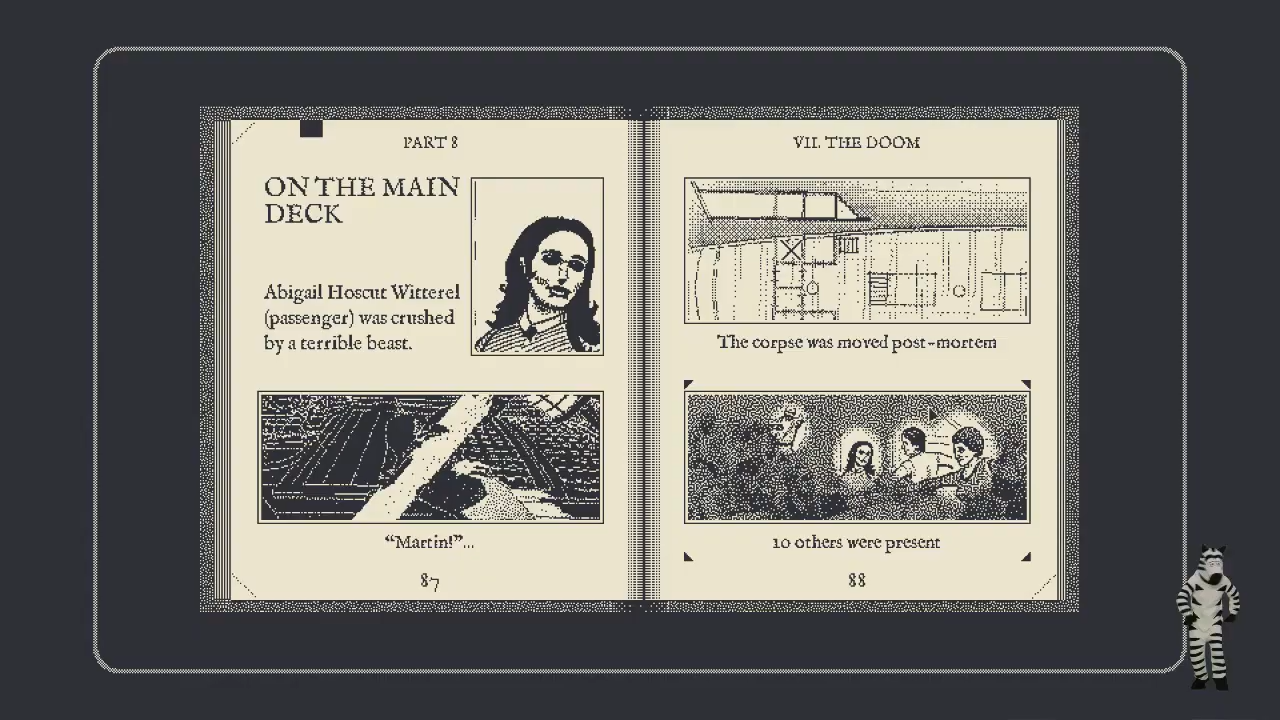 PART 8
ON THE MAIN
DECK
Abigail Hoscut Witterel
(passenger) was crushed
by a terrible beast.
“Martin!”...
87
VII. THE DOOM
The corpse was moved post-mortem
10 others were present
88